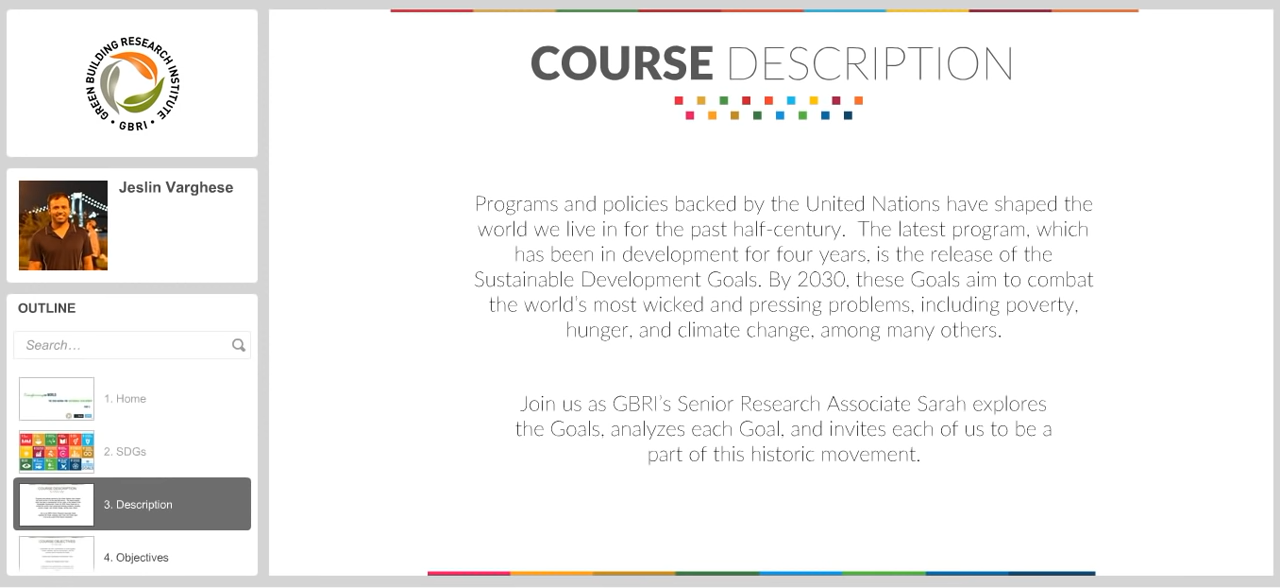 GREEN BUILDING RESEARCH INSTITUTE
• GBRI •
Jeslin Varghese
OUTLINE
Search...
1. Home
2. SDGs
3. Description
4. Objectives
COURSE DESCRIPTION
Programs and policies backed by the United Nations have shaped the
world we live in for the past half-century. The latest program, which
has been in development for four years, is the release of the
Sustainable Development Goals. By 2030, these Goals aim to combat
the world's most wicked and pressing problems, including poverty,
hunger, and climate change, among many others.
Join us as GBRI's Senior Research Associate Sarah explores
the Goals, analyzes each Goal, and invites each of us to be a
part of this historic movement.